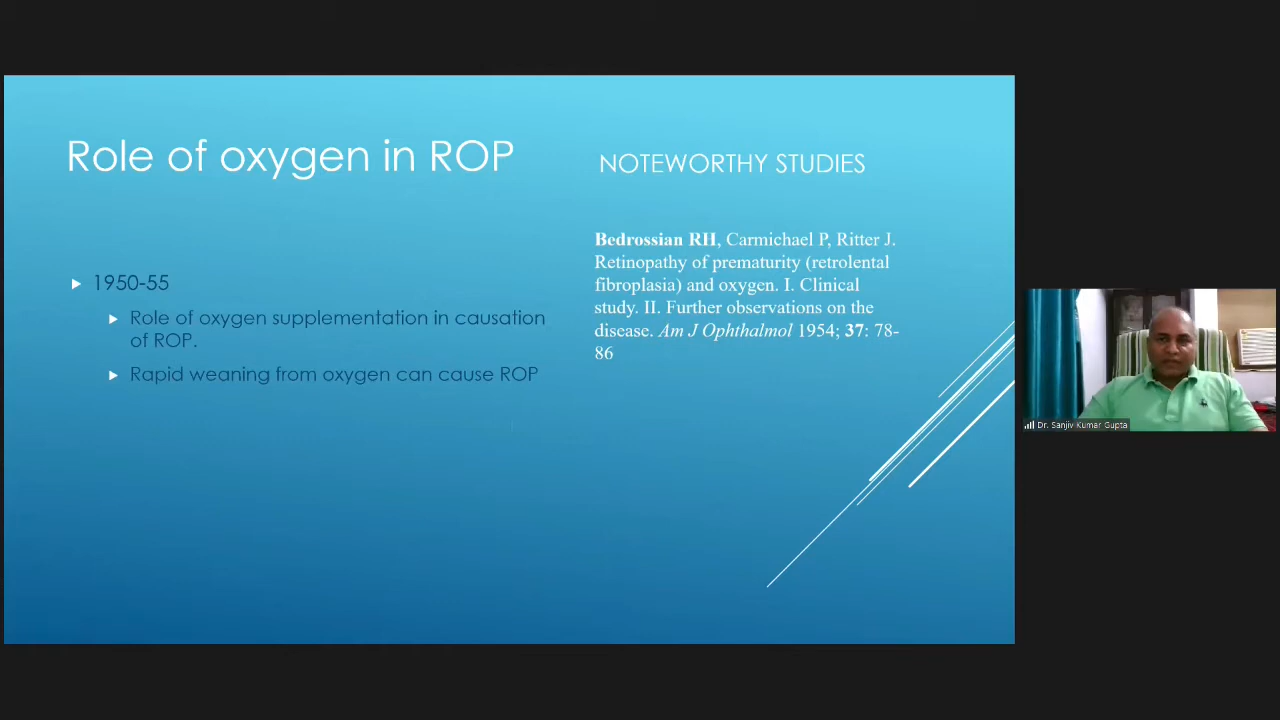 Role of oxygen in ROP
1950-55
Role of oxygen supplementation in causation
of ROP.
Rapid weaning from oxygen can cause ROP
NOTEWORTHY STUDIES
Bedrossian RH, Carmichael P, Ritter J.
Retinopathy of prematurity (retrolental
fibroplasia) and oxygen. I. Clinical
study. II. Further observations on the
disease. Am J Ophthalmol 1954; 37: 78-
86
Dr. Sanjiv Kumar Gupta